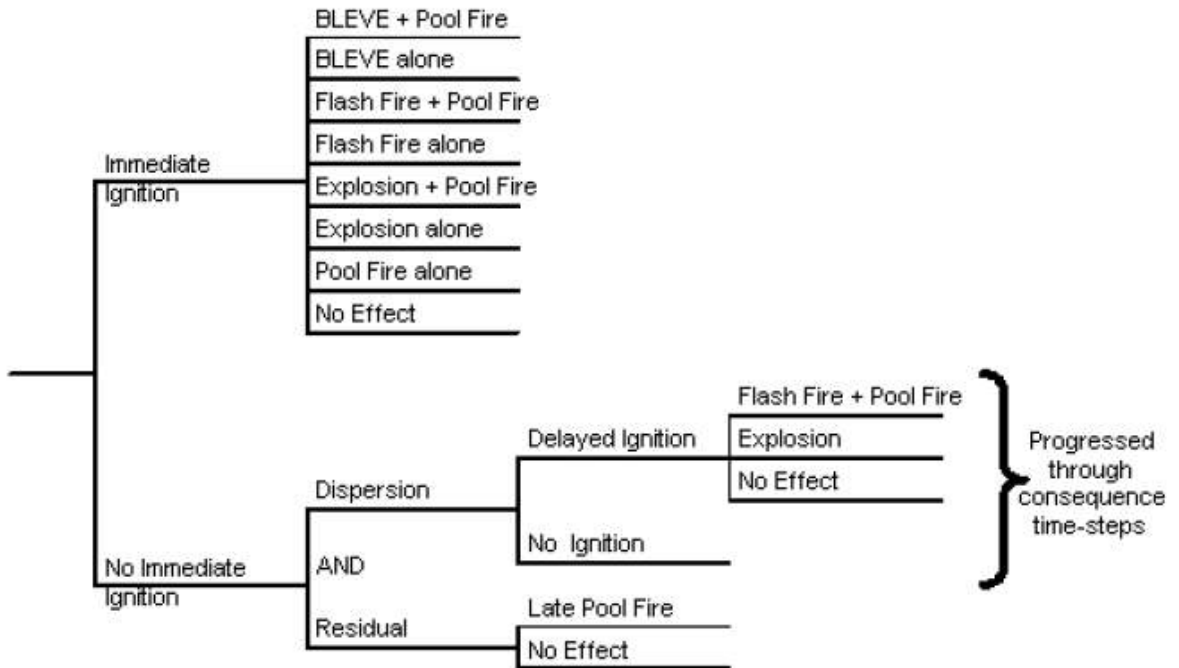 BLEVE + Pool Fire
BLEVE alone
Flash Fire + Pool Fire
Flash Fire alone
Immediate
Ignition
Explosion + Pool Fire
Explosion alone
Pool Fire alone
No Effect
Flash Fire + Pool Fire
Delayed Ignition
Explosion
No Effect
Progressed
through
consequence
time-steps
Dispersion
No Ignition
No Immediate
Ignition
AND
Residual
Late Pool Fire
No Effect